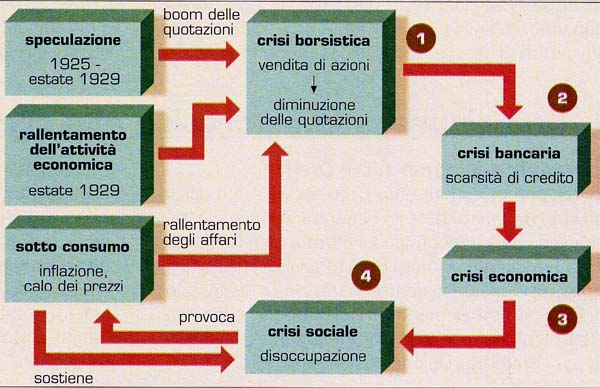 boom delle
quotazioni
speculazione
1925 -
estate 1929
crisi borsistica
vendita di azioni
diminuzione
delle quotazioni
1
2
rallentamento
dell'attività
economica
estate 1929
crisi bancaria
scarsità di credito
rallentamento
degli affari
sotto consumo
inflazione,
calo dei prezzi
4
crisi economica
3
provoca
crisi sociale
disoccupazione
sostiene